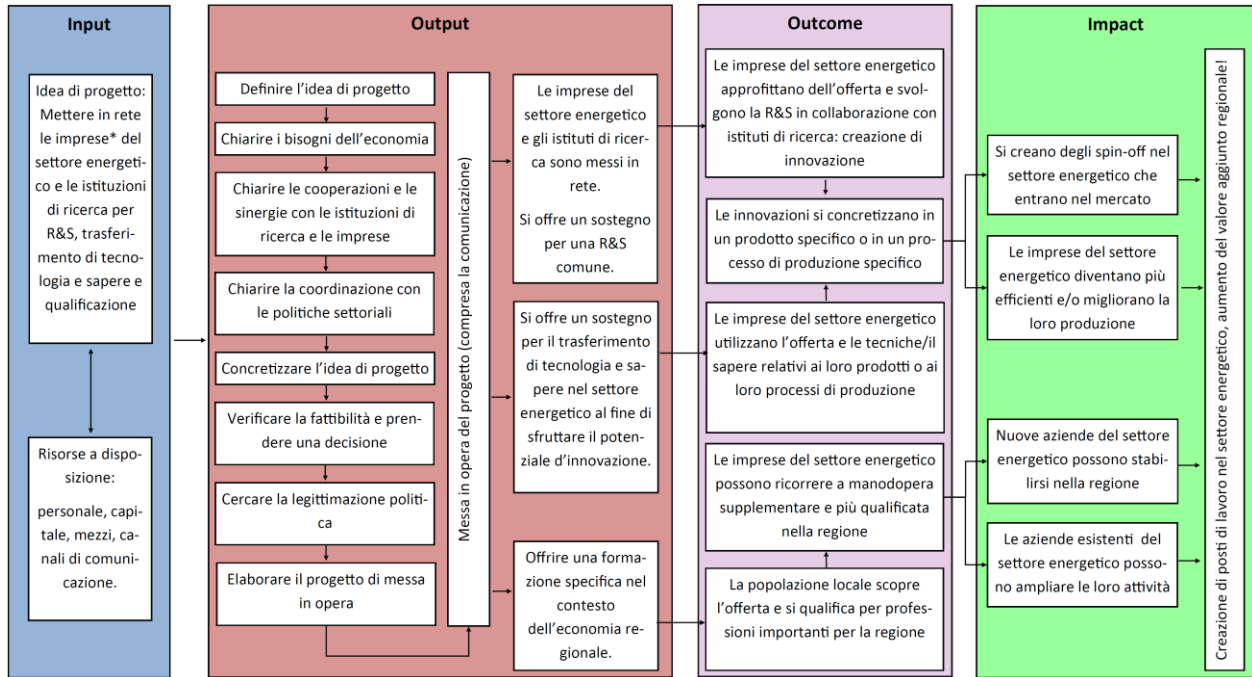 Input
Idea di progetto:
Mettere in rete
le imprese* del
settore energeti-
co e le istituzioni
di ricerca per
R&S, trasferi-
mento di tecno-
logia e sapere e
qualificazione
Risorse a dispo-
sizione:
personale, capi-
tale, mezzi, ca-
nali di comuni-
cazione.
Output
Definire l'idea di progetto
Chiarire i bisogni dell'economia
Chiarire le cooperazioni e le
sinergie con le istituzioni di
ricerca e le imprese
Chiarire la coordinazione con
le politiche settoriali
Concretizzare l'idea di progetto
Verificare la fattibilità e pren-
dere una decisione
Cercare la legittimazione politi-
ca
Elaborare il progetto di messa
in opera
Messa in opera del progetto (compresa la comunicazione)
Le imprese del
settore energetico
e gli istituti di ricer-
ca sono messi in
rete.
Si offre un sostegno
per una R&S
comune.
Si offre un sostegno
per il trasferimento
di tecnologia e sa-
pere nel settore
energetico al fine di
sfruttare il poten-
ziale d'innovazione.
Offrire una forma-
zione specifica nel
contesto
dell'economia re-
gionale.
Outcome
Le imprese del settore energetico
approfittano dell'offerta e svol-
gono la R&S in collaborazione con
istituti di ricerca: creazione di
innovazione
Le innovazioni si concretizzano in
un prodotto specifico o in un pro-
cesso di produzione specifico
Le imprese del settore energetico
utilizzano l'offerta e le tecniche/il
sapere relativi ai loro prodotti o ai
loro processi di produzione
Le imprese del settore energetico
possono ricorrere a manodopera
supplementare e più qualificata
nella regione
La popolazione locale scopre
l'offerta e si qualifica per profes-
sioni importanti per la regione
Impact
Si creano degli spin-off nel
settore energetico che
entrano nel mercato
Le imprese del settore
energetico diventano più
efficienti e/o migliorano la
loro produzione
Nuove aziende del settore
energetico possono stabi-
lirsi nella regione
Le aziende esistenti del
settore energetico posso-
no ampliare le loro attività
Creazione di posti di lavoro nel settore energetico, aumento del valore aggiunto regionale!